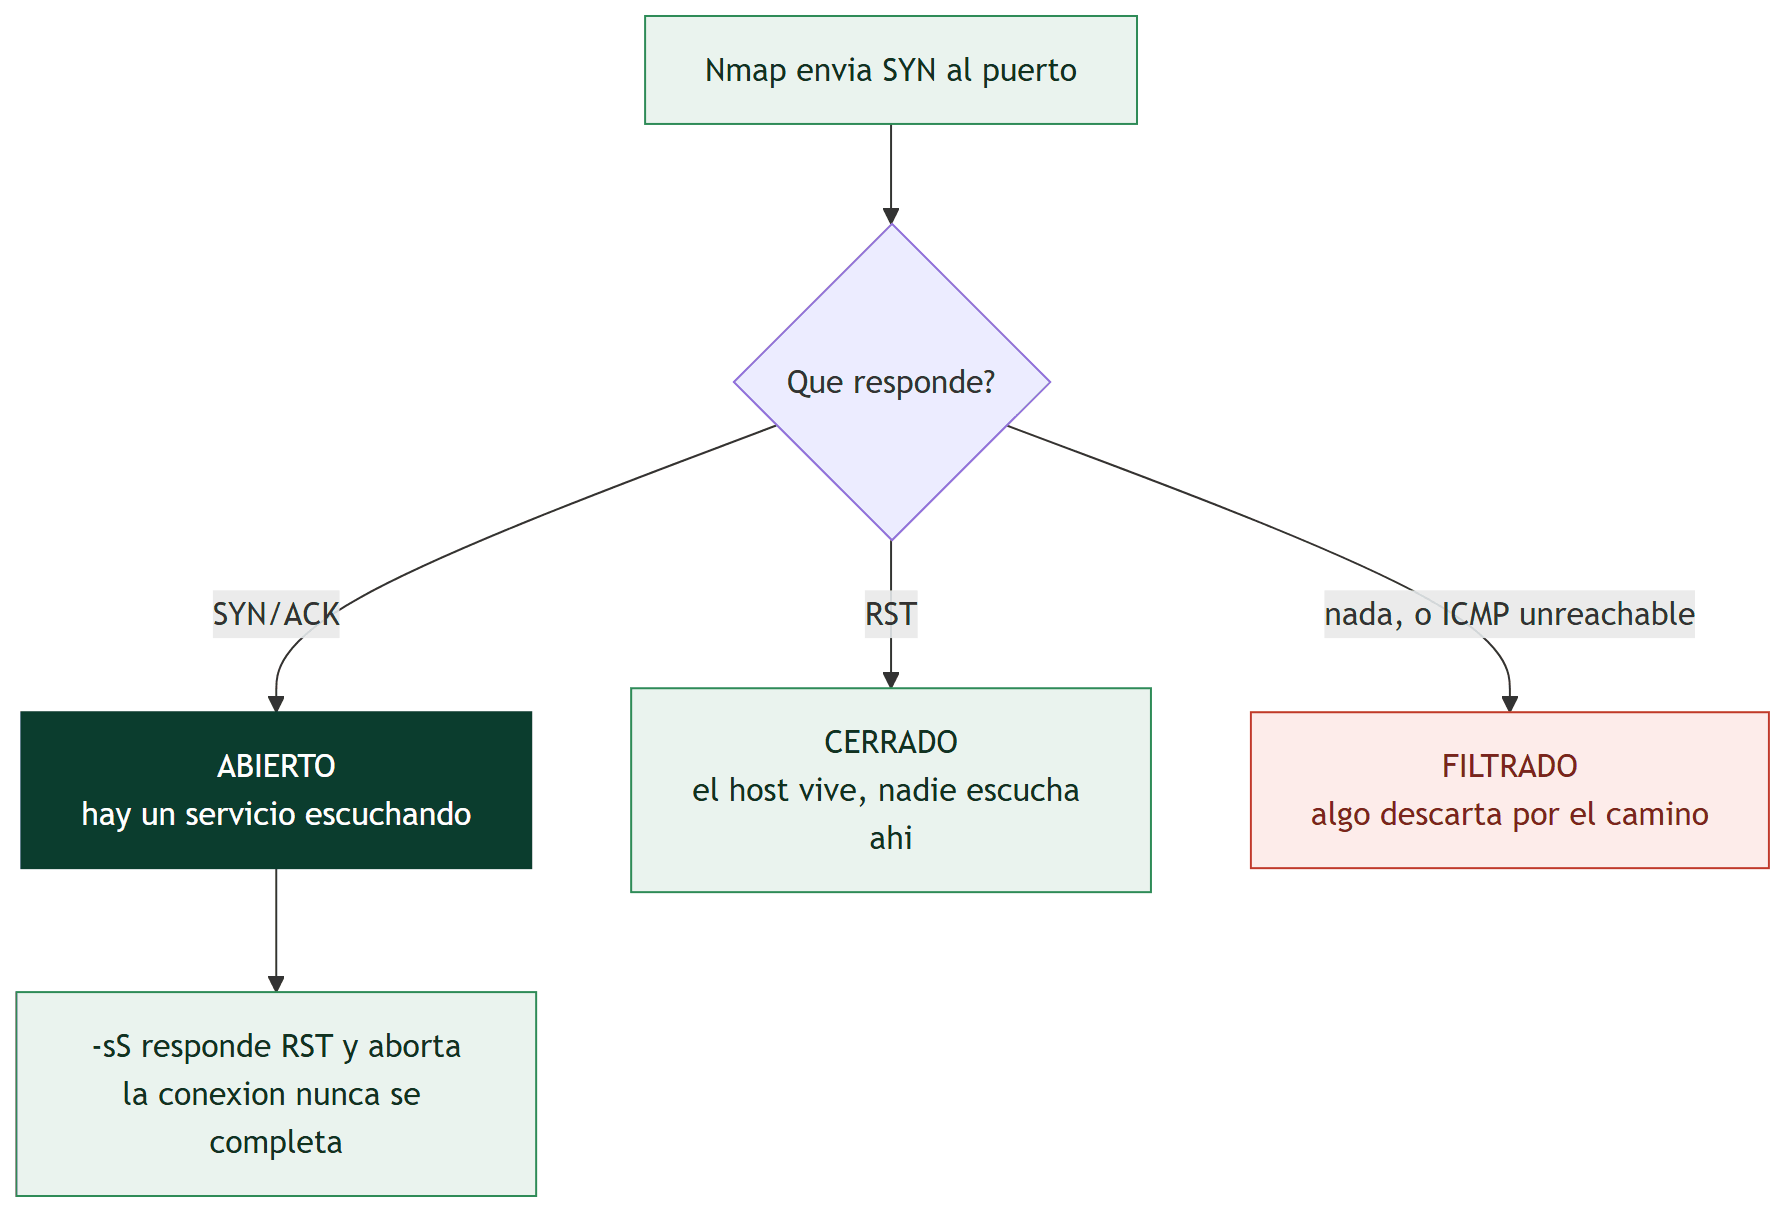 Nmap envia SYN al puerto
Que responde?
SYN/ACK
RST
nada, o ICMP unreachable
ABIERTO
hay un servicio escuchando
CERRADO
el host vive, nadie escucha
ahi
FILTRADO
algo descarta por el camino
-sS responde RST y aborta
la conexion nunca se
completa